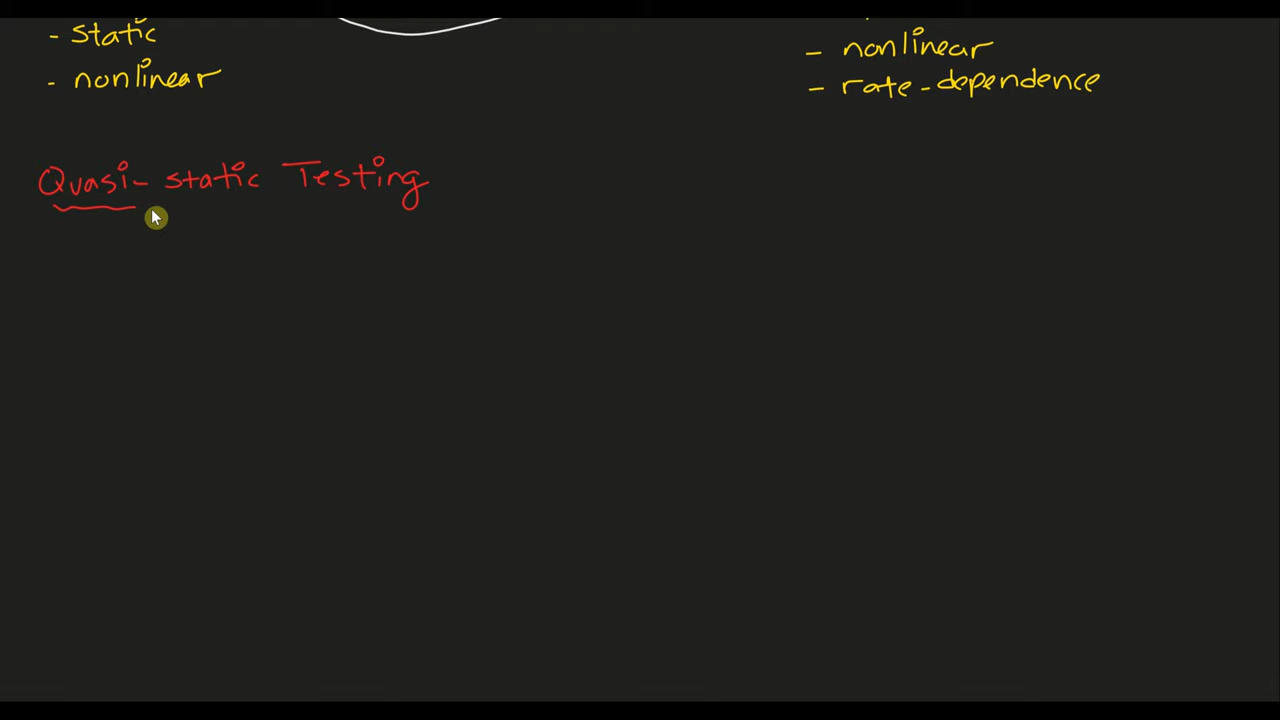 - static
- nonlinear
- nonlinear
- rate-dependence
Quasi-static Testing